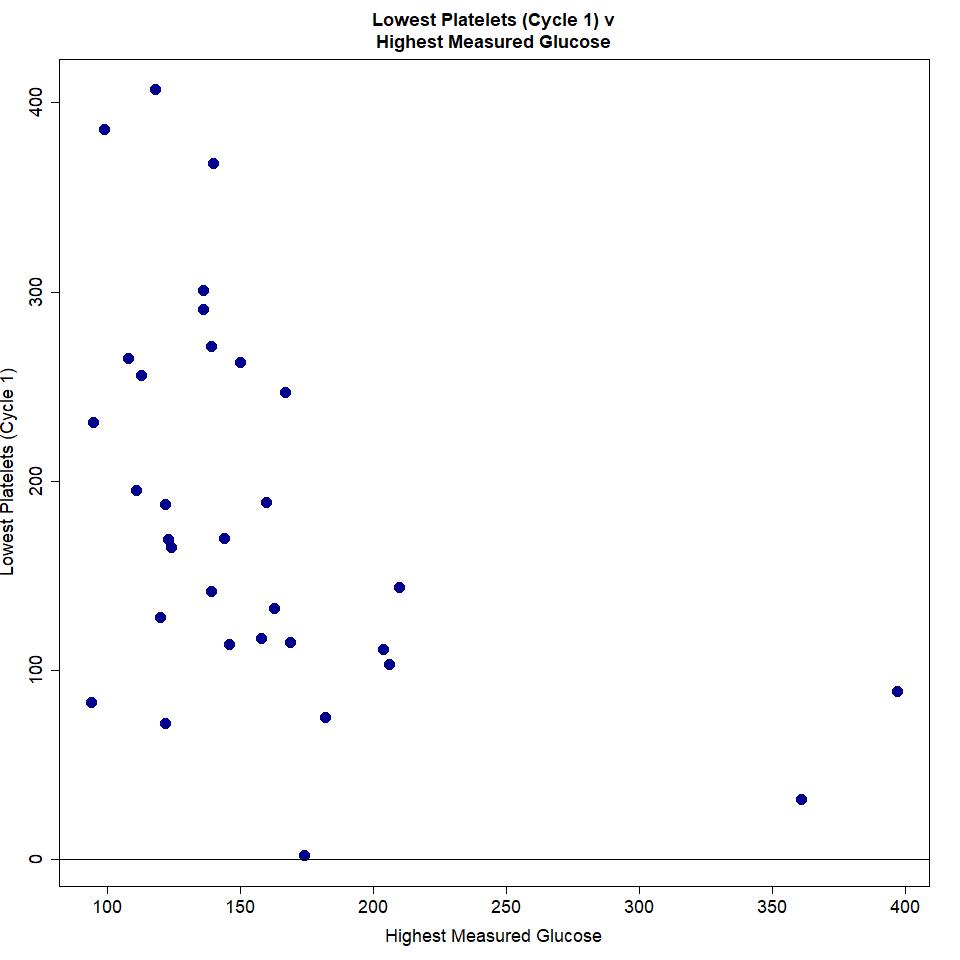 Lowest Platelets (Cycle 1) v
Highest Measured Glucose
400
300
200
100
0
Lowest Platelets (Cycle 1)
100 150 200 250 300 350 400
Highest Measured Glucose